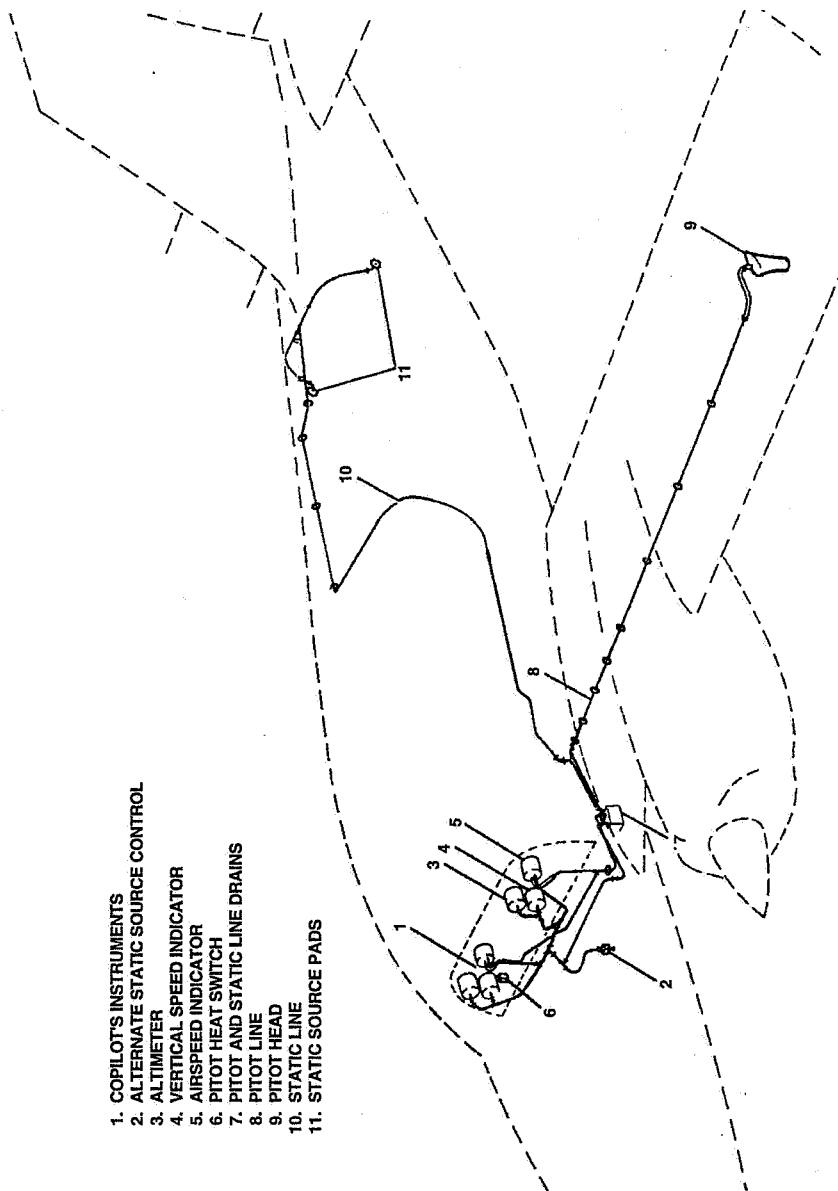 1. COPILOT'S INSTRUMENTS
2. ALTERNATE STATIC SOURCE CONTROL
3. ALTIMETER
4. VERTICAL SPEED INDICATOR
5. AIRSPEED INDICATOR
6. PITOT HEAT SWITCH
7. PITOT AND STATIC LINE DRAINS
8. PITOT LINE
9. PITOT HEAD
10. STATIC LINE
11. STATIC SOURCE PADS
1
3
4
5
6
2
7
8
10
11
9